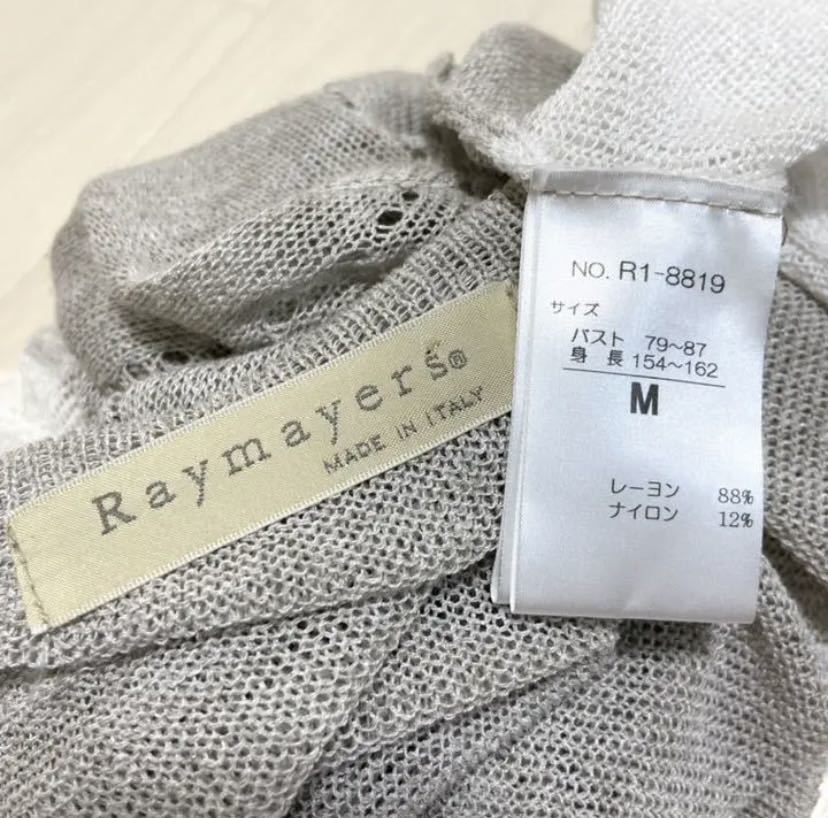 Raymayers®
MADE IN ITALY
NO. R1-8819
サイズ
バスト 79~87
身 長 154~162
M
レーヨン 88%
ナイロン 12%